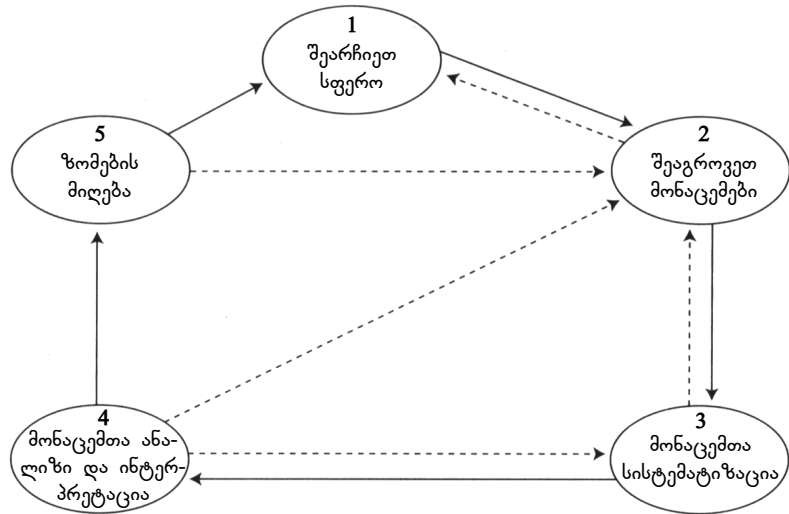 1
შეარჩიეთ
სფერო
2
შეაგროვეთ
მონაცემები
3
მონაცემთა
სისტემატიზაცია
4
მონაცემთა ანა-
ლიზი და ინტერ-
პრეტაცია
5
ზომების
მიღება